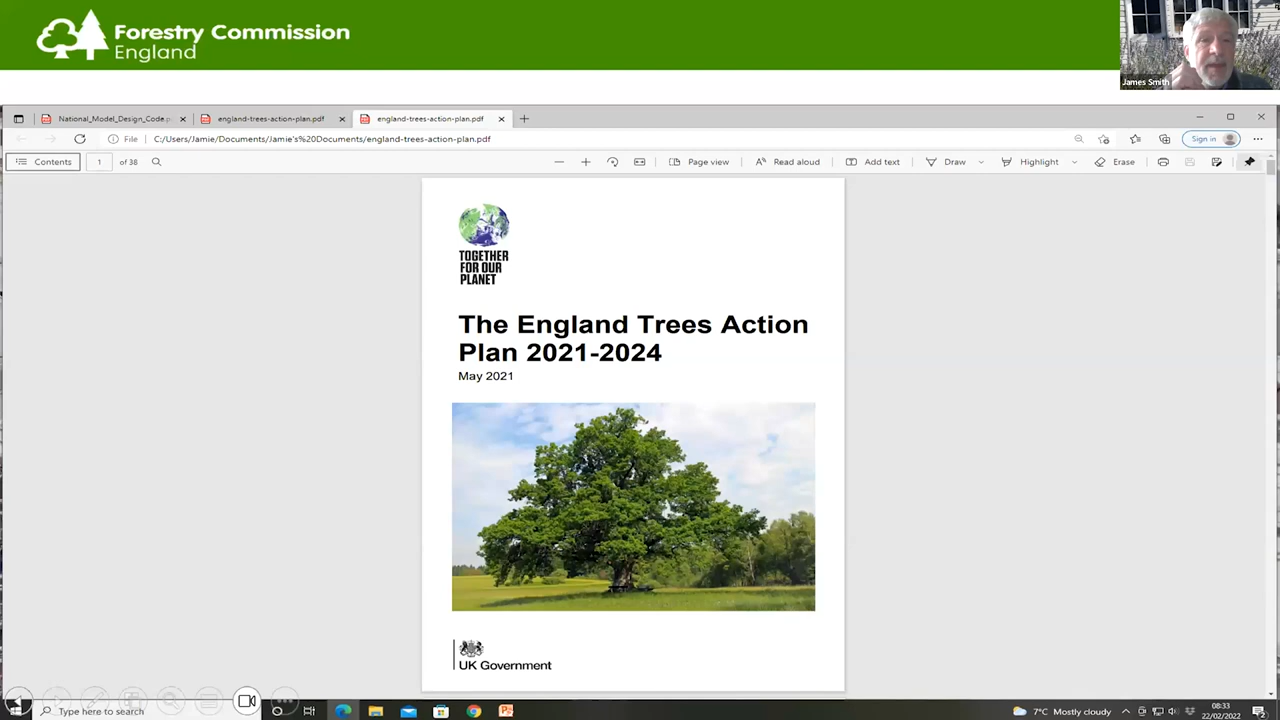 Forestry Commission
England
James Smith
National_Model_Design_Code.p
england-trees-action-plan.pdf
england-trees-action-plan.pdf
File
C:/Users/Jamie/Documents/Jamie's%20Documents/england-trees-action-plan.pdf
Sign in
Contents
1
of 38
Page view
Read aloud
Add text
Draw
Highlight
Erase
TOGETHER
FOR OUR
PLANET
The England Trees Action
Plan 2021-2024
May 2021
UK Government
Type here to search
7°C Mostly cloudy
08:33
22/02/2022
2